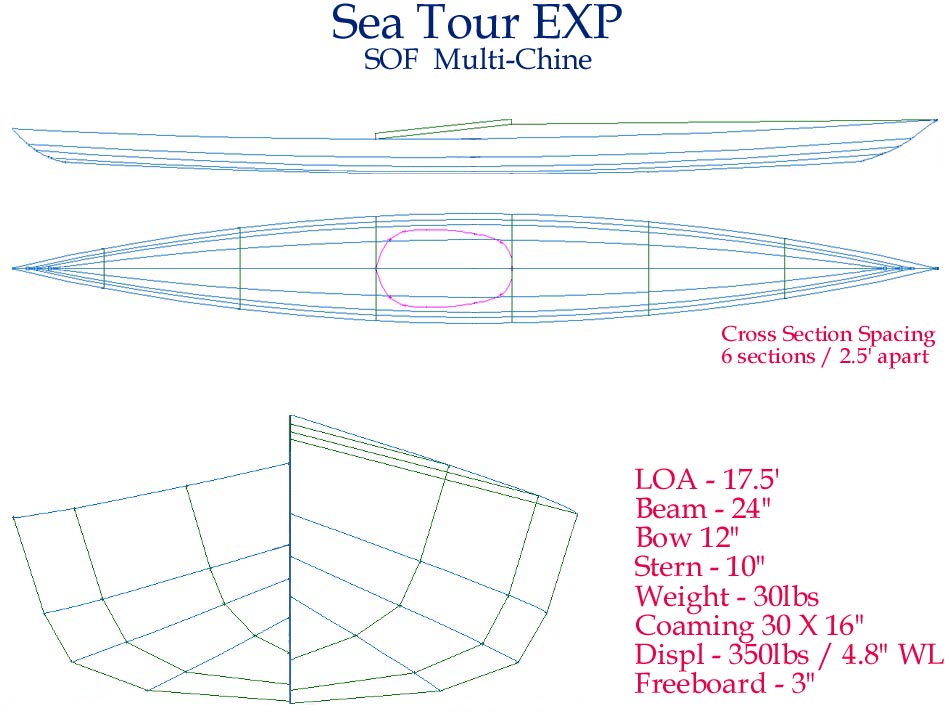 Sea Tour EXP
SOF Multi-Chine
Cross Section Spacing
6 sections / 2.5' apart
LOA - 17.5'
Beam - 24"
Bow 12"
Stern - 10"
Weight - 30lbs
Coaming 30 X 16"
Displ - 350lbs / 4.8" WL
Freeboard - 3"